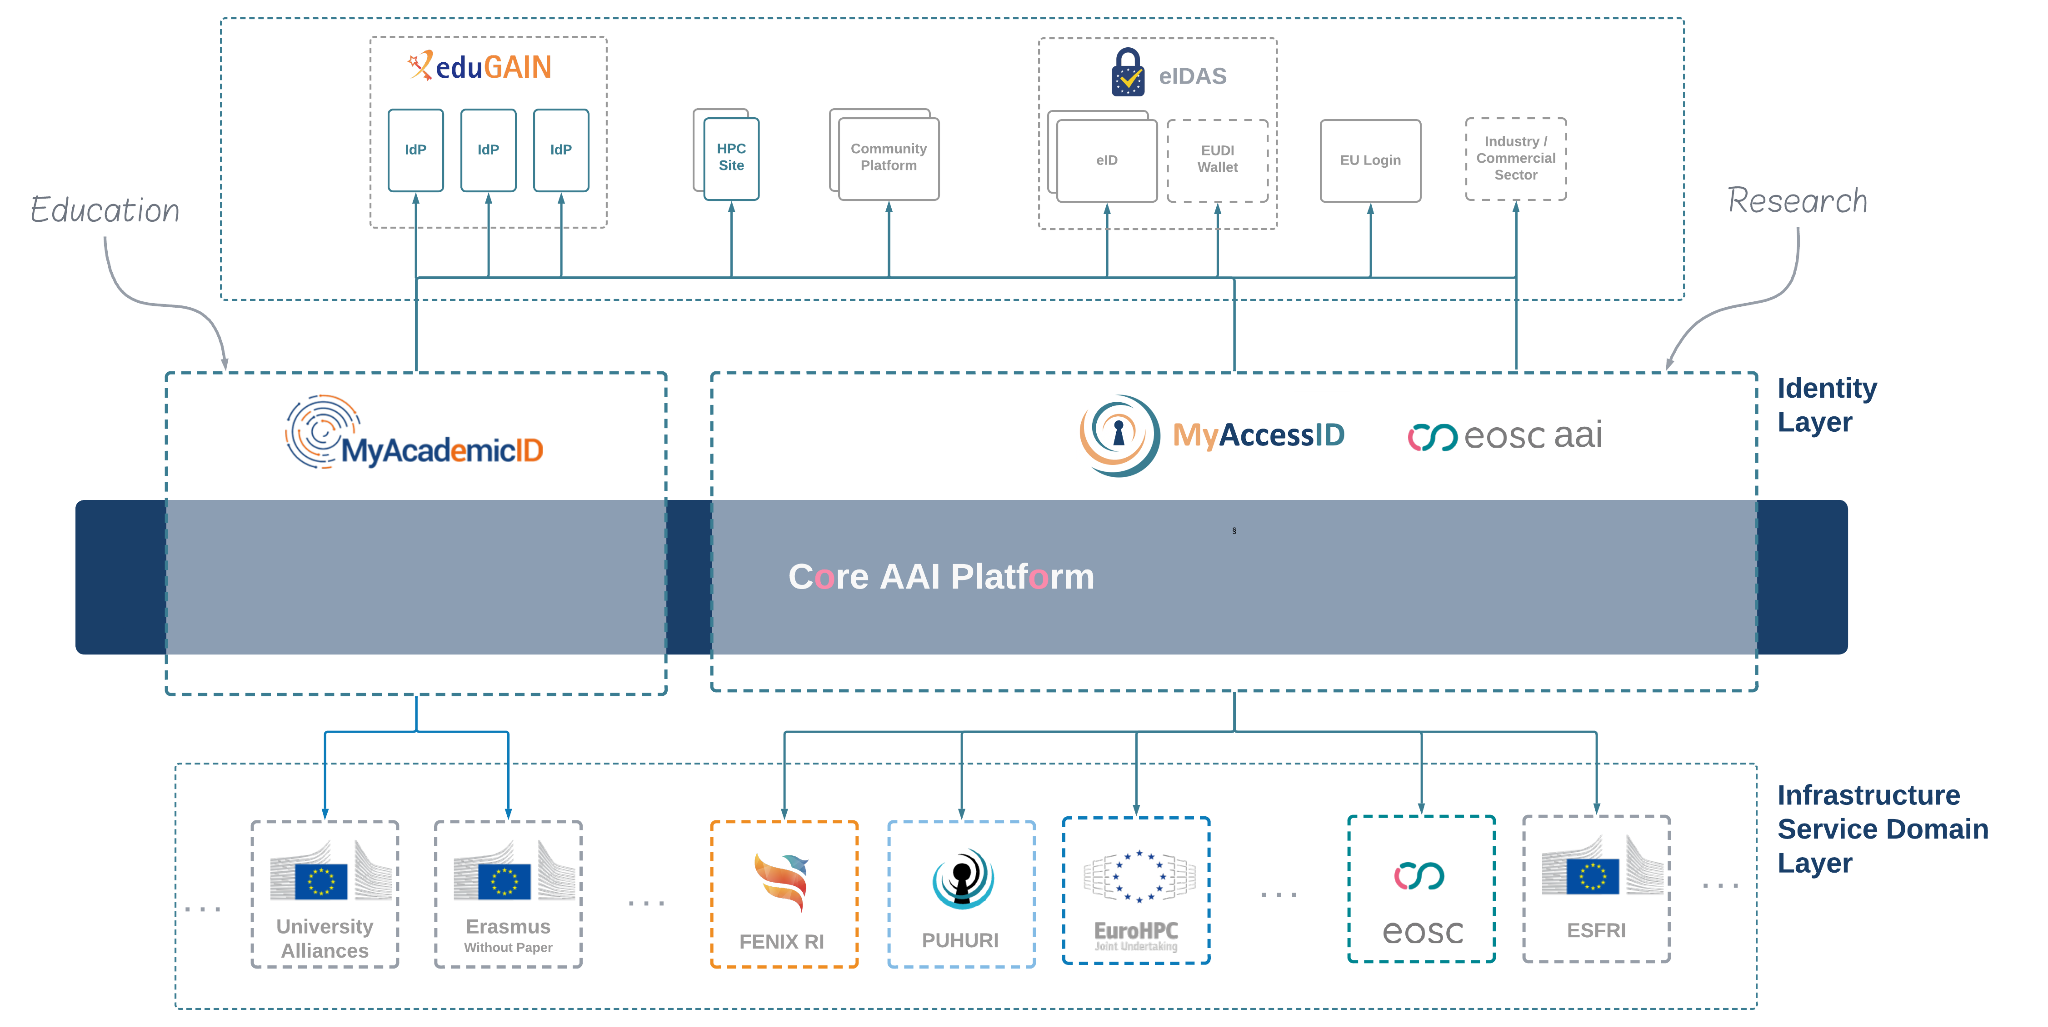 eduGAIN
eIDAS
IdP
IdP
IdP
HPC
Site
Community
Platform
eID
EUDI
Wallet
EU Login
Industry /
Commercial
Sector
Education
Research
MyAcademicID
MyAccessID
eosc aai
Identity
Layer
§
Core AAI Platform
Infrastructure
Service Domain
Layer
...
University
Alliances
Erasmus
Without Paper
...
FENIX RI
PUHURI
EuroHPC
Joint Undertaking
...
eosc
ESFRI
...